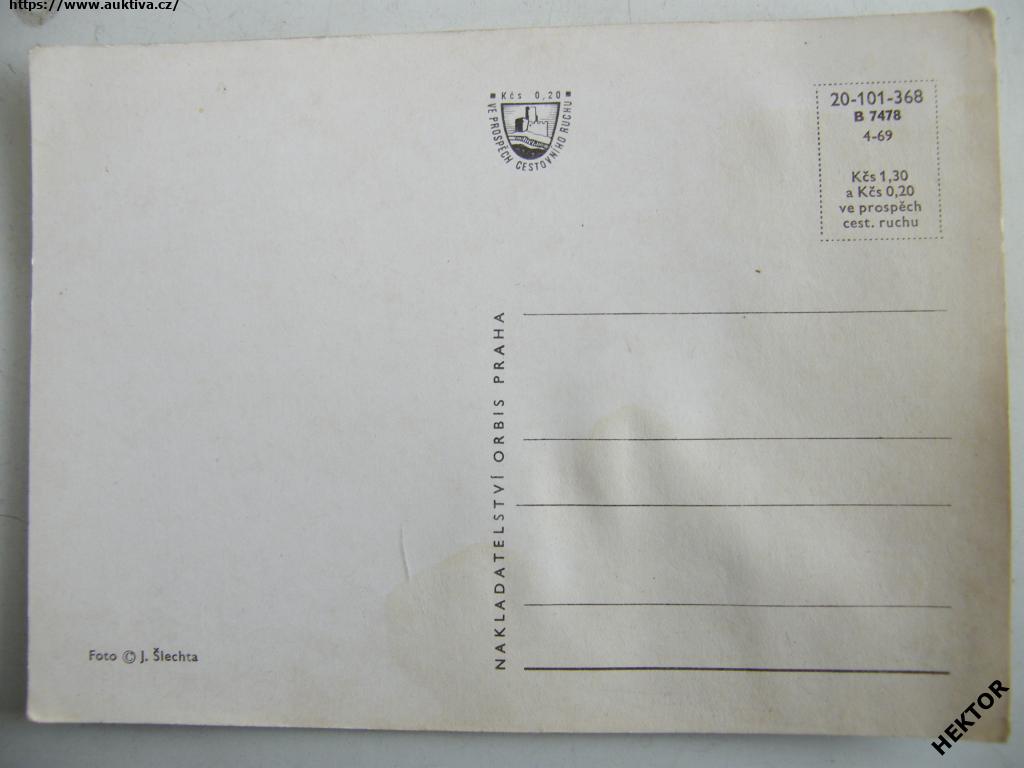 https://www.auktiva.cz/
Kčs 0,20
VE PROSPĚCH CESTOVNÍHO RUCHU
20-101-368
B 7478
4-69
Kčs 1,30
a Kčs 0,20
ve prospěch
cest. ruchu
NAKLADATELSTVÍ ORBIS PRAHA
Foto © J. Šlechta
HEKTOR